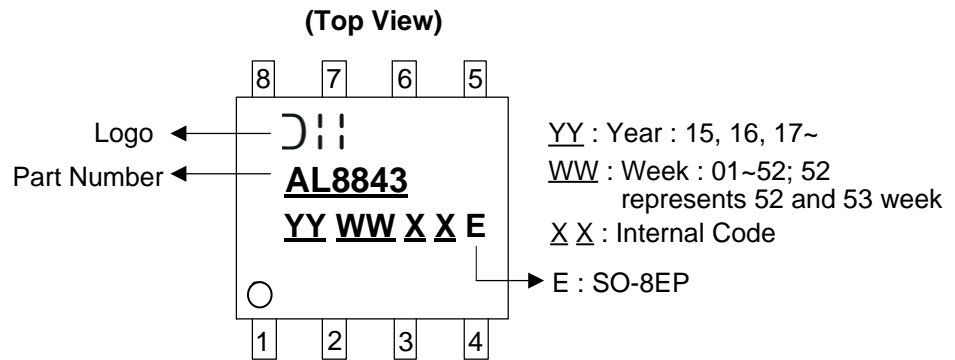 (Top View)
8 7 6 5
Logo
Part Number
AL8843
YY WW X X E
YY : Year : 15, 16, 17~
WW : Week : 01~52; 52
represents 52 and 53 week
X X : Internal Code
E : SO-8EP
1 2 3 4